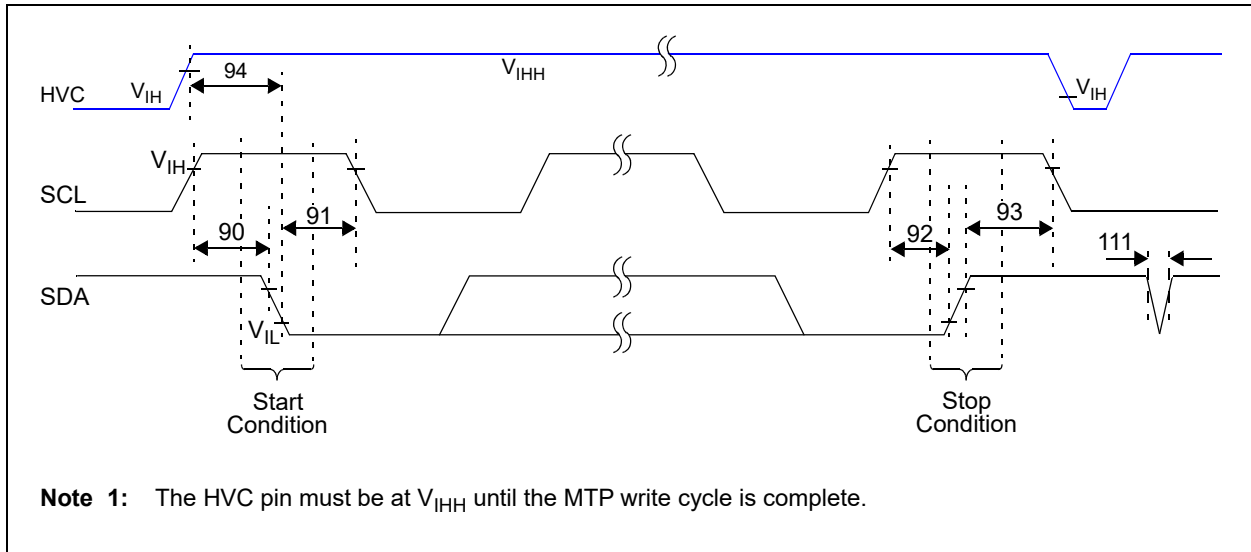 94
V_IHH
HVC V_IH
V_IH
V_IH
SCL
91
93
90
92
111
SDA
V_IL
Start
Condition
Stop
Condition
Note 1: The HVC pin must be at V_IHH until the MTP write cycle is complete.